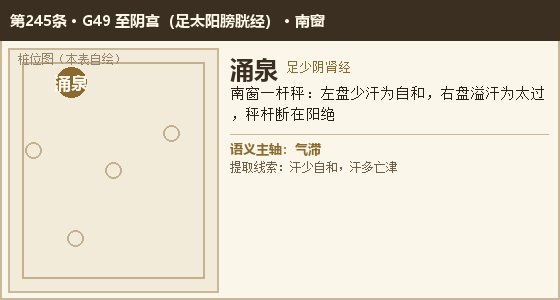 第245条・G49 至阴宫（足太阳膀胱经）・南窗
桩位图（本表自绘）
涌泉
涌泉 足少阴肾经
南窗一杆秤：左盘少汗为自和，右盘溢汗为太过
，秤杆断在阳绝
语义主轴：气滞
提取线索：汗少自和，汗多亡津